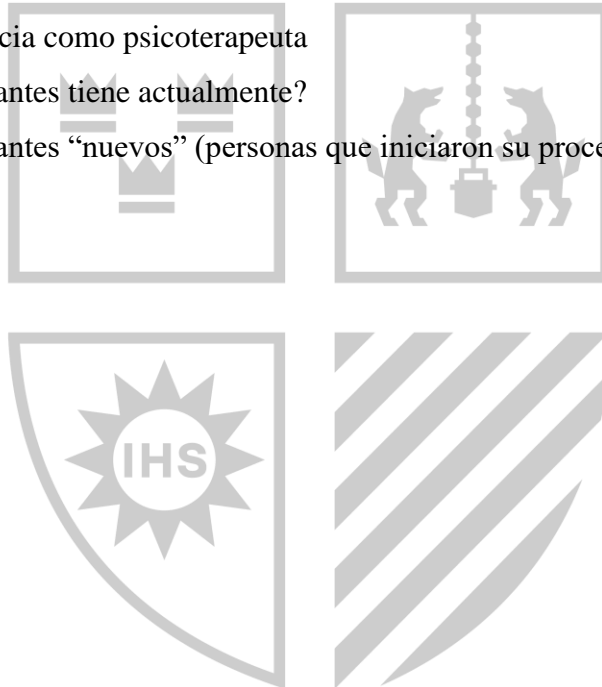 cia como psicoterapeuta
antes tiene actualmente?
antes “nuevos” (personas que iniciaron su proce
IHS